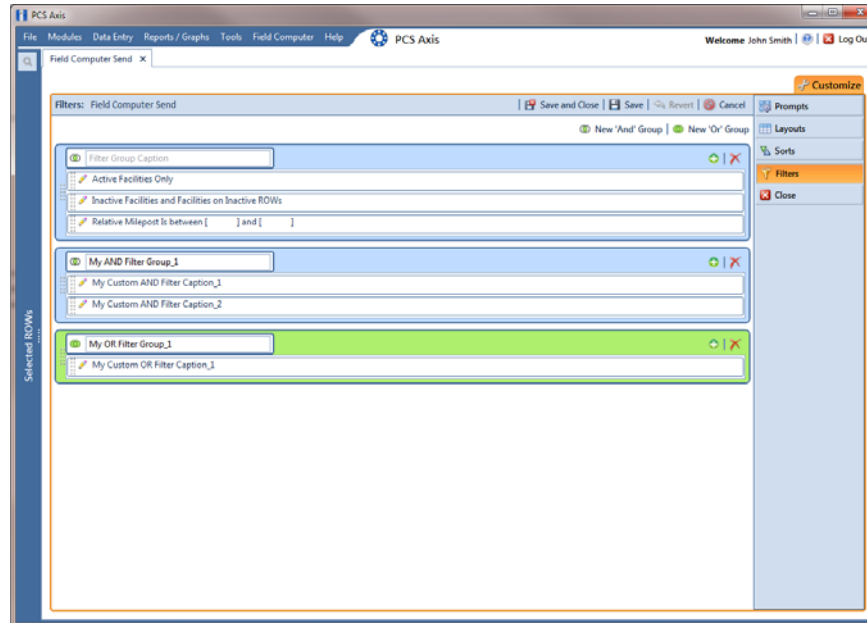 PCS Axis
File Modules Data Entry Reports / Graphs Tools Field Computer Help PCS Axis Welcome John Smith | Log Ou
Field Computer Send X
Customize
Filters: Field Computer Send | Save and Close | Save | Revert | Cancel
Prompts
New 'And' Group | New 'Or' Group
Layouts
Sorts
Filters
Close
Filter Group Caption
Active Facilities Only
Inactive Facilities and Facilities on Inactive ROWs
Relative Milepost Is between [ ] and [ ]
My AND Filter Group_1
My Custom AND Filter Caption_1
My Custom AND Filter Caption_2
My OR Filter Group_1
My Custom OR Filter Caption_1
Selected ROWs